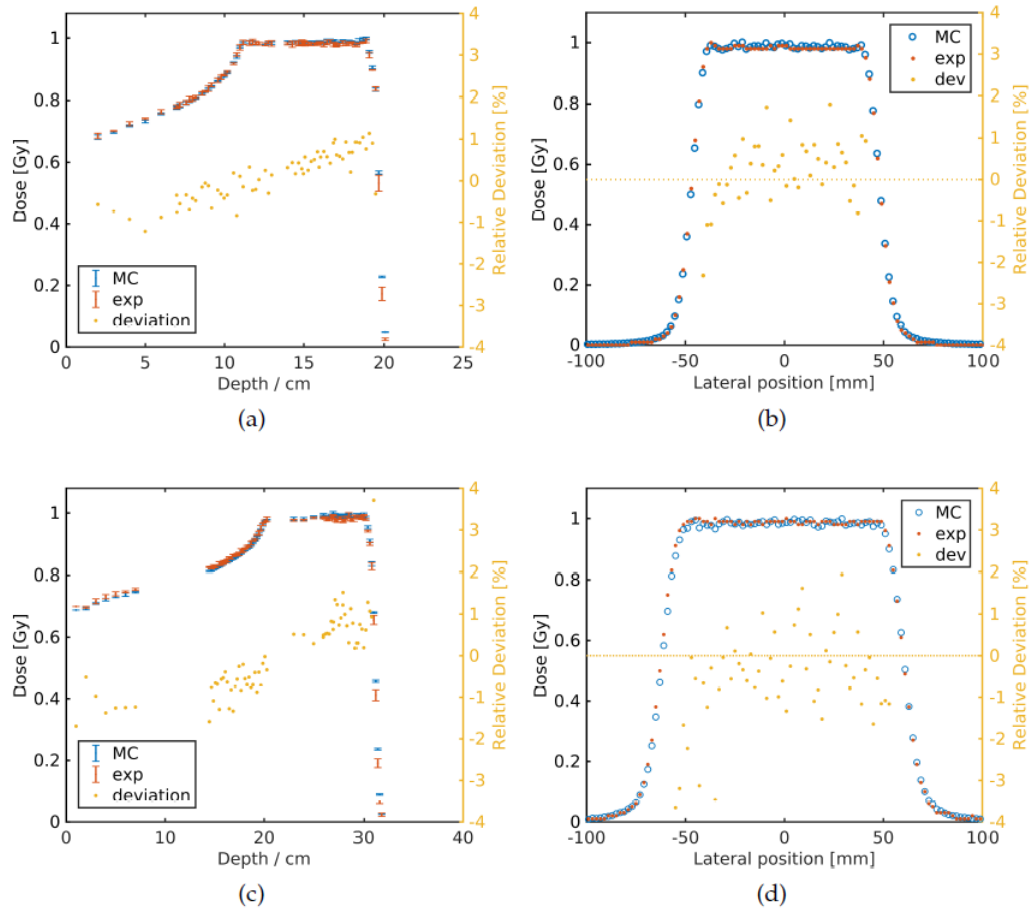 Dose [Gy]
1
0.8
0.6
0.4
0.2
0
0
5
10
15
20
25
Depth / cm
4
3
2
1
0
-1
-2
-3
-4
Relative Deviation [%]
MC
exp
deviation
(a)
Dose [Gy]
1
0.8
0.6
0.4
0.2
0
-100
-50
0
50
100
Lateral position [mm]
4
3
2
1
0
-1
-2
-3
-4
Relative Deviation [%]
MC
exp
dev
(b)
Dose [Gy]
1
0.8
0.6
0.4
0.2
0
0
10
20
30
40
Depth / cm
4
3
2
1
0
-1
-2
-3
-4
Relative Deviation [%]
MC
exp
deviation
(c)
Dose [Gy]
1
0.8
0.6
0.4
0.2
0
-100
-50
0
50
100
Lateral position [mm]
4
3
2
1
0
-1
-2
-3
-4
Relative Deviation [%]
MC
exp
dev
(d)